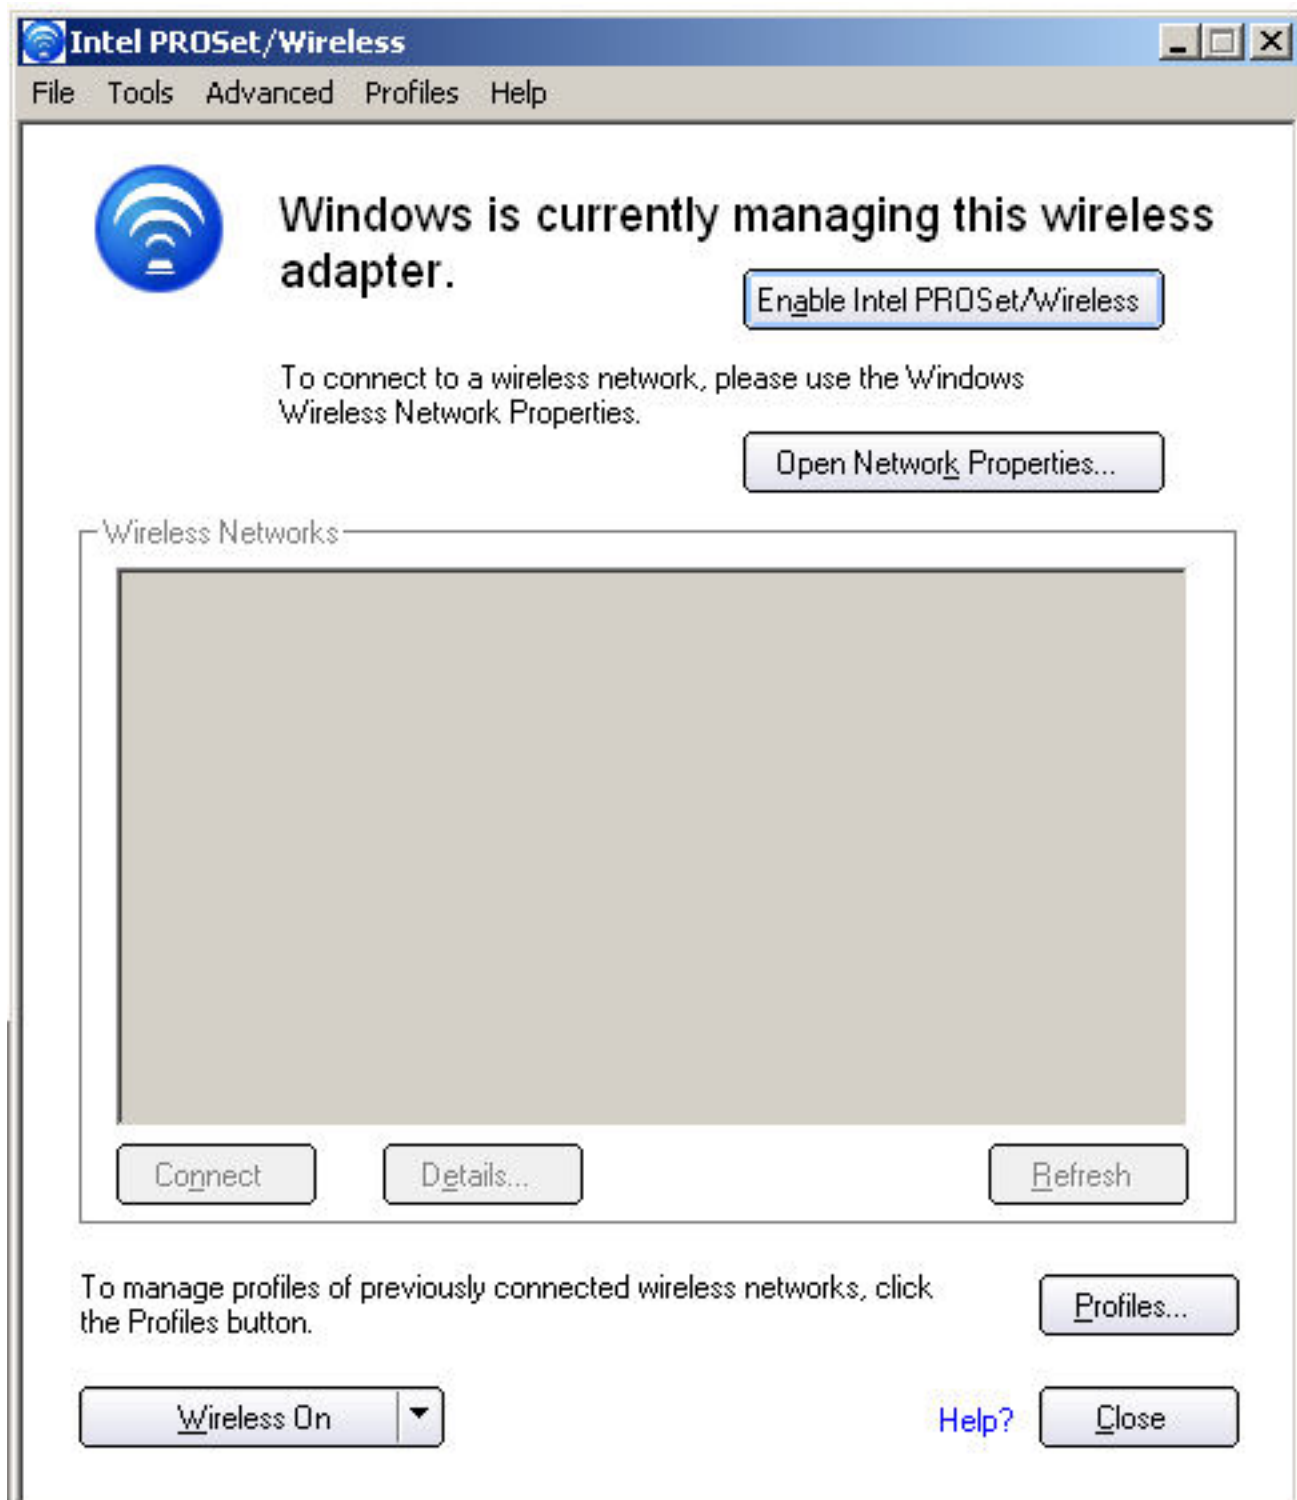 Intel PROSet/Wireless
File Tools Advanced Profiles Help
Windows is currently managing this wireless
adapter.
Enable Intel PROSet/Wireless
To connect to a wireless network, please use the Windows
Wireless Network Properties.
Open Network Properties...
Wireless Networks
Connect Details... Refresh
To manage profiles of previously connected wireless networks, click
the Profiles button.
Profiles...
Wireless On Help? Close